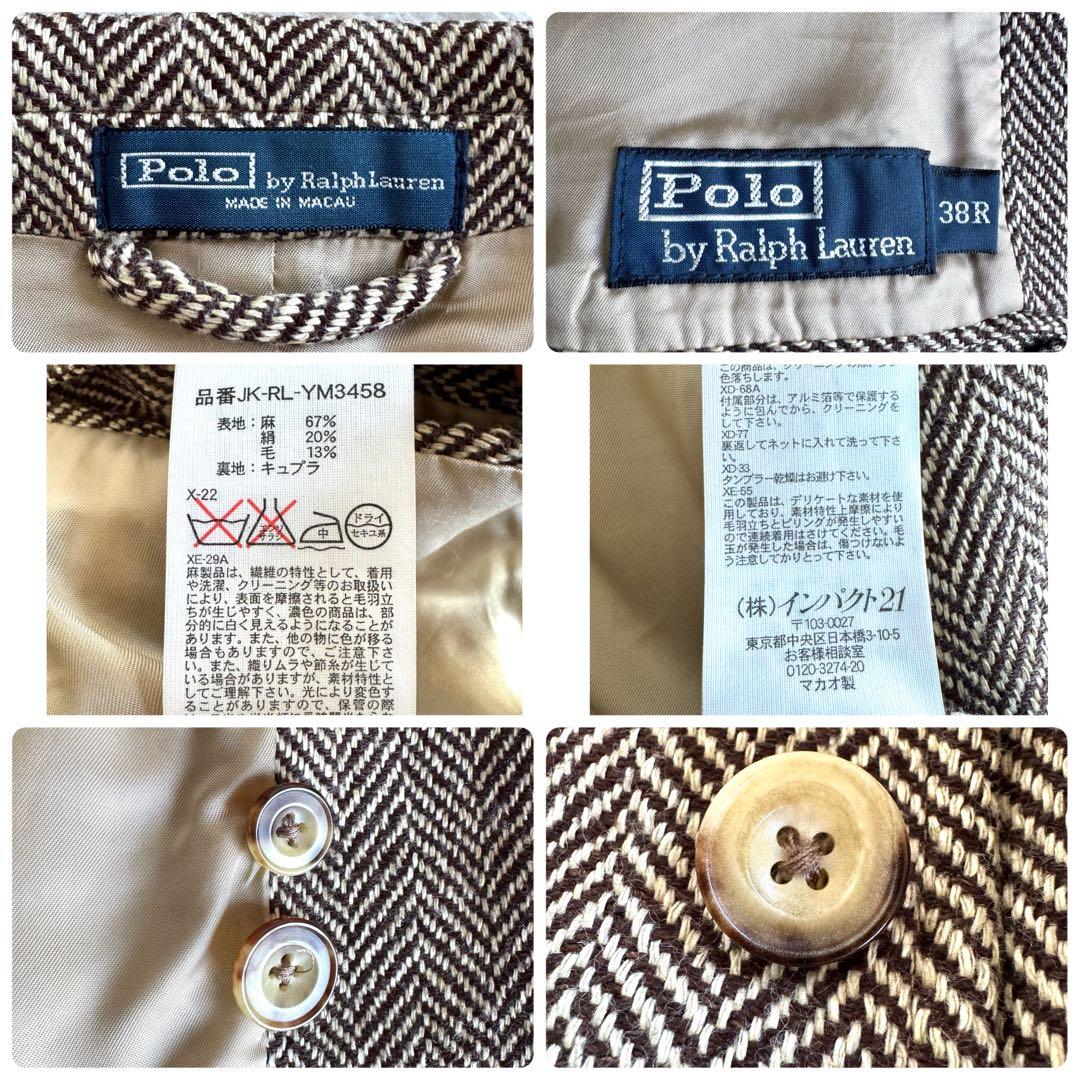 Polo by Ralph Lauren
MADE IN MACAU
Polo
by Ralph Lauren
38R
品番JK-RL-YM3458
表地:麻 67%
絹 20%
毛 13%
裏地:キュプラ
X-22
中
ドライ
セキユ系
XE-29A
麻製品は、繊維の特性として、着用
や洗濯、クリーニング等のお取扱い
により、表面を摩擦されると毛羽立
ちが生じやすく、濃色の商品は、部
分的に白く見えるようになることが
あります。また、他の物に色が移る
場合もありますので、ご注意下さ
い。また、織りムラや節糸が生じて
いる場合がありますが、素材特性と
してご理解下さい。光により変色す
ることがありますので、保管の際
色落ちします。
XD-68A
付属部分は、アルミ箔等で保護する
ように包んでから、クリーニングを
して下さい。
XD-77
裏返してネットに入れて洗って下さ
い。
XD-33
タンブラー乾燥はお避け下さい。
XE-55
この製品は、デリケートな素材を使
用しており、素材特性上摩擦により
毛羽立ちとピリングが発生しやすい
ので連続着用はさけてください。毛
玉が発生した場合は、傷つけないよ
う注意してかりとって下さい。
(株)インパクト21
〒103-0027
東京都中央区日本橋3-10-5
お客様相談室
0120-3274-20
マカオ製